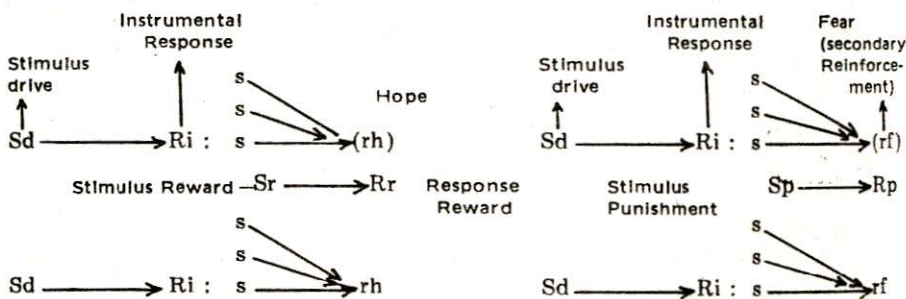 Instrumental
Response
Stimulus
drive
s
s
Hope
Sd Ri : s (rh)
Stimulus Reward Sr Rr Response
Reward
s
s
Sd Ri : s rh
Instrumental
Response
Fear
(secondary
Reinforce-
ment)
Stimulus
drive
s
s
Sd Ri : s (rf)
Stimulus
Punishment
Sp Rp
s
s
Sd Ri : s rf